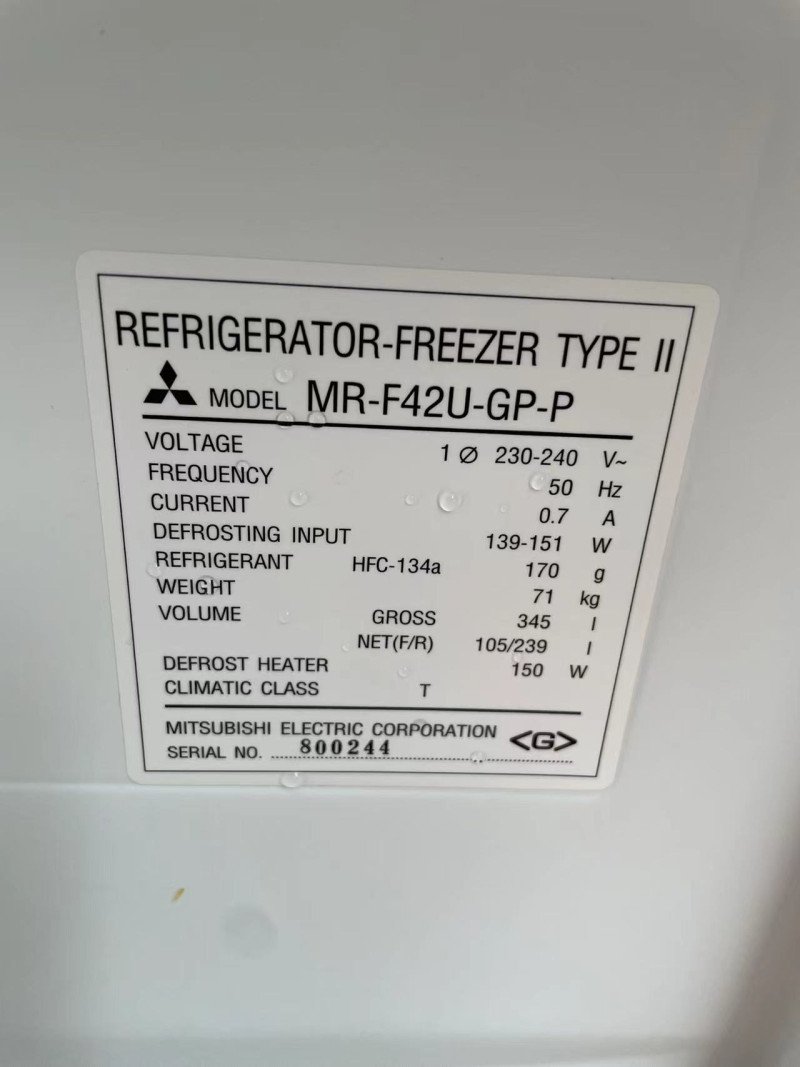 REFRIGERATOR-FREEZER TYPE II
MODEL MR-F42U-GP-P
VOLTAGE 1 Ø 230-240 V~
FREQUENCY 50 Hz
CURRENT 0.7 A
DEFROSTING INPUT 139-151 W
REFRIGERANT HFC-134a 170 g
WEIGHT 71 kg
VOLUME GROSS 345 l
NET(F/R) 105/239 l
DEFROST HEATER 150 W
CLIMATIC CLASS T
MITSUBISHI ELECTRIC CORPORATION <G>
SERIAL NO. 800244